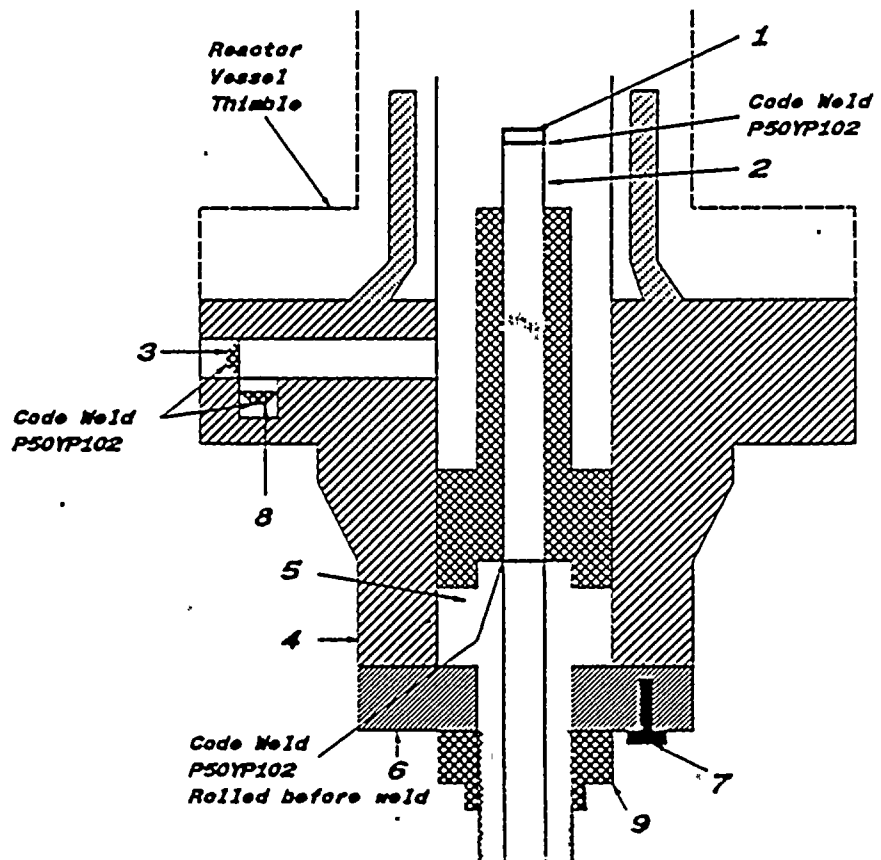 1
Reactor
Vessel
Thimble
Code Weld
P50YP102
2
3
Code Weld
P50YP102
8
5
4
Code Weld
P50YP102
Rolled before weld
6
7
9